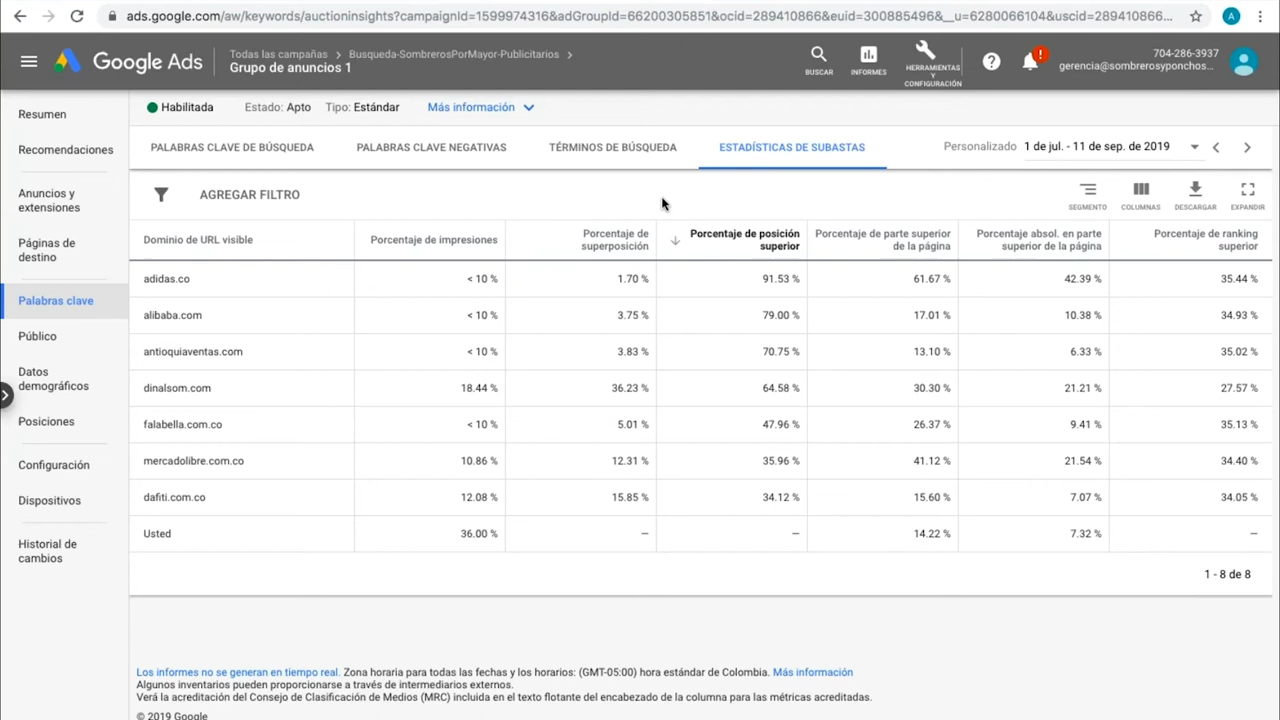 ads.google.com/aw/keywords/auctioninsights?campaignId=1599974316&adGroupId=66200305851&ocid=289410866&euid=300885496&__u=6280066104&uscid=289410866...
A
Google Ads
Todas las campañas > Busqueda-SombrerosPorMayor-Publicitarios >
Grupo de anuncios 1
BUSCAR
INFORMES
HERRAMIENTAS
Y
CONFIGURACIÓN
?
!
704-286-3937
gerencia@sombrerosyponchos...
Habilitada Estado: Apto Tipo: Estándar Más información
Resumen
Recomendaciones
Anuncios y
extensiones
Páginas de
destino
Palabras clave
Público
Datos
demográficos
Posiciones
Configuración
Dispositivos
Historial de
cambios
PALABRAS CLAVE DE BÚSQUEDA PALABRAS CLAVE NEGATIVAS TÉRMINOS DE BÚSQUEDA ESTADÍSTICAS DE SUBASTAS Personalizado 1 de jul. - 11 de sep. de 2019
AGREGAR FILTRO
SEGMENTO COLUMNAS DESCARGAR EXPANDIR
Dominio de URL visible
Porcentaje de impresiones
Porcentaje de
superposición
Porcentaje de posición
superior
Porcentaje de parte superior
de la página
Porcentaje absol. en parte
superior de la página
Porcentaje de ranking
superior
adidas.co < 10 % 1.70 % 91.53 % 61.67 % 42.39 % 35.44 %
alibaba.com < 10 % 3.75 % 79.00 % 17.01 % 10.38 % 34.93 %
antioquiaventas.com < 10 % 3.83 % 70.75 % 13.10 % 6.33 % 35.02 %
dinalsom.com 18.44 % 36.23 % 64.58 % 30.30 % 21.21 % 27.57 %
falabella.com.co < 10 % 5.01 % 47.96 % 26.37 % 9.41 % 35.13 %
mercadolibre.com.co 10.86 % 12.31 % 35.96 % 41.12 % 21.54 % 34.40 %
dafiti.com.co 12.08 % 15.85 % 34.12 % 15.60 % 7.07 % 34.05 %
Usted 36.00 % — — 14.22 % 7.32 % —
1 - 8 de 8
Los informes no se generan en tiempo real. Zona horaria para todas las fechas y los horarios: (GMT-05:00) hora estándar de Colombia. Más información
Algunos inventarios pueden proporcionarse a través de intermediarios externos.
Verá la acreditación del Consejo de Clasificación de Medios (MRC) incluida en el texto flotante del encabezado de la columna para las métricas acreditadas.
© 2019 Google